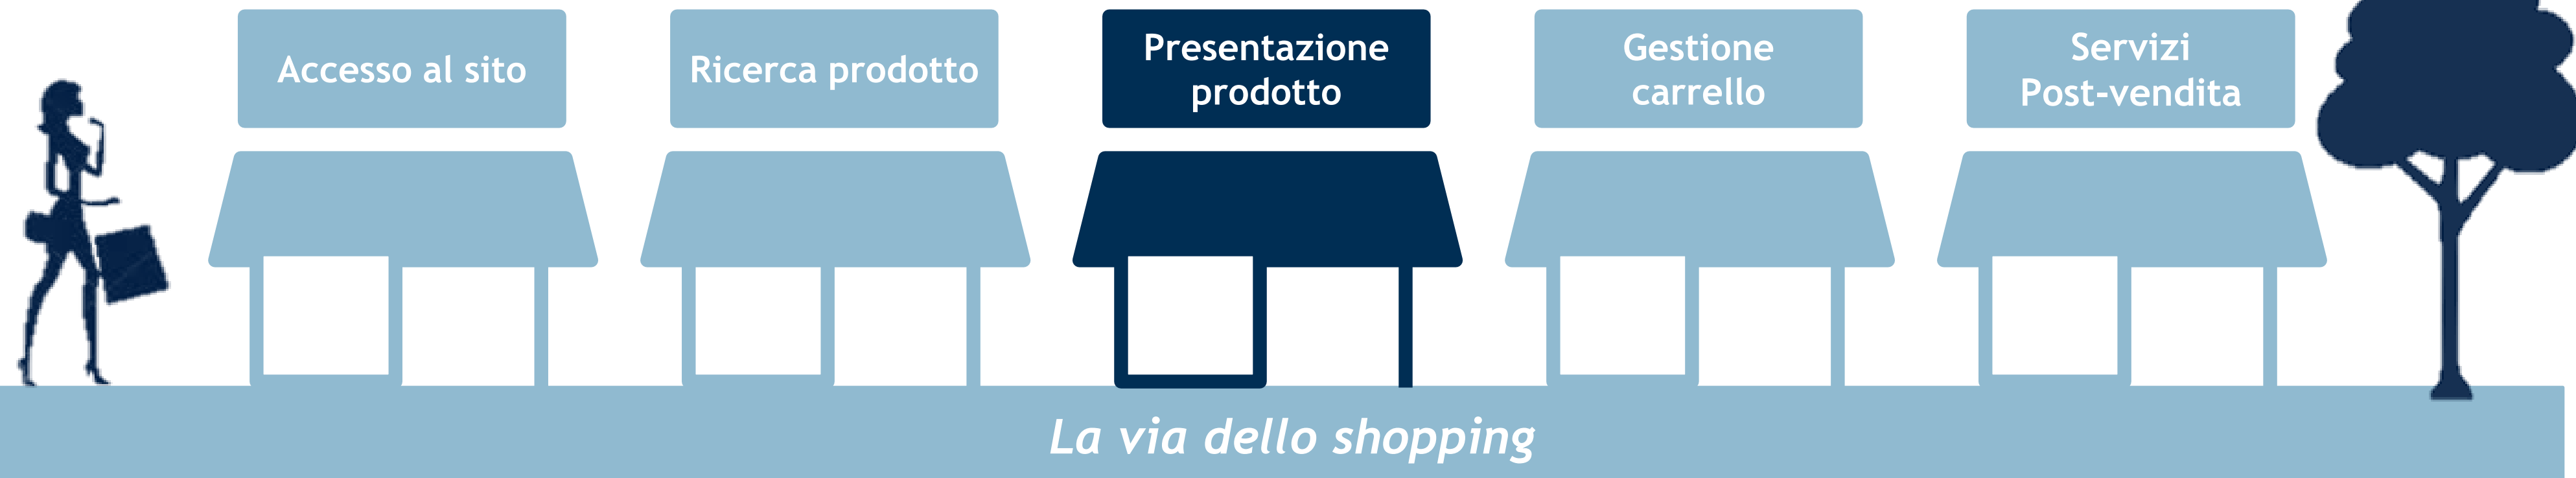 Accesso al sito
Ricerca prodotto
Presentazione
prodotto
Gestione
carrello
Servizi
Post-vendita
La via dello shopping